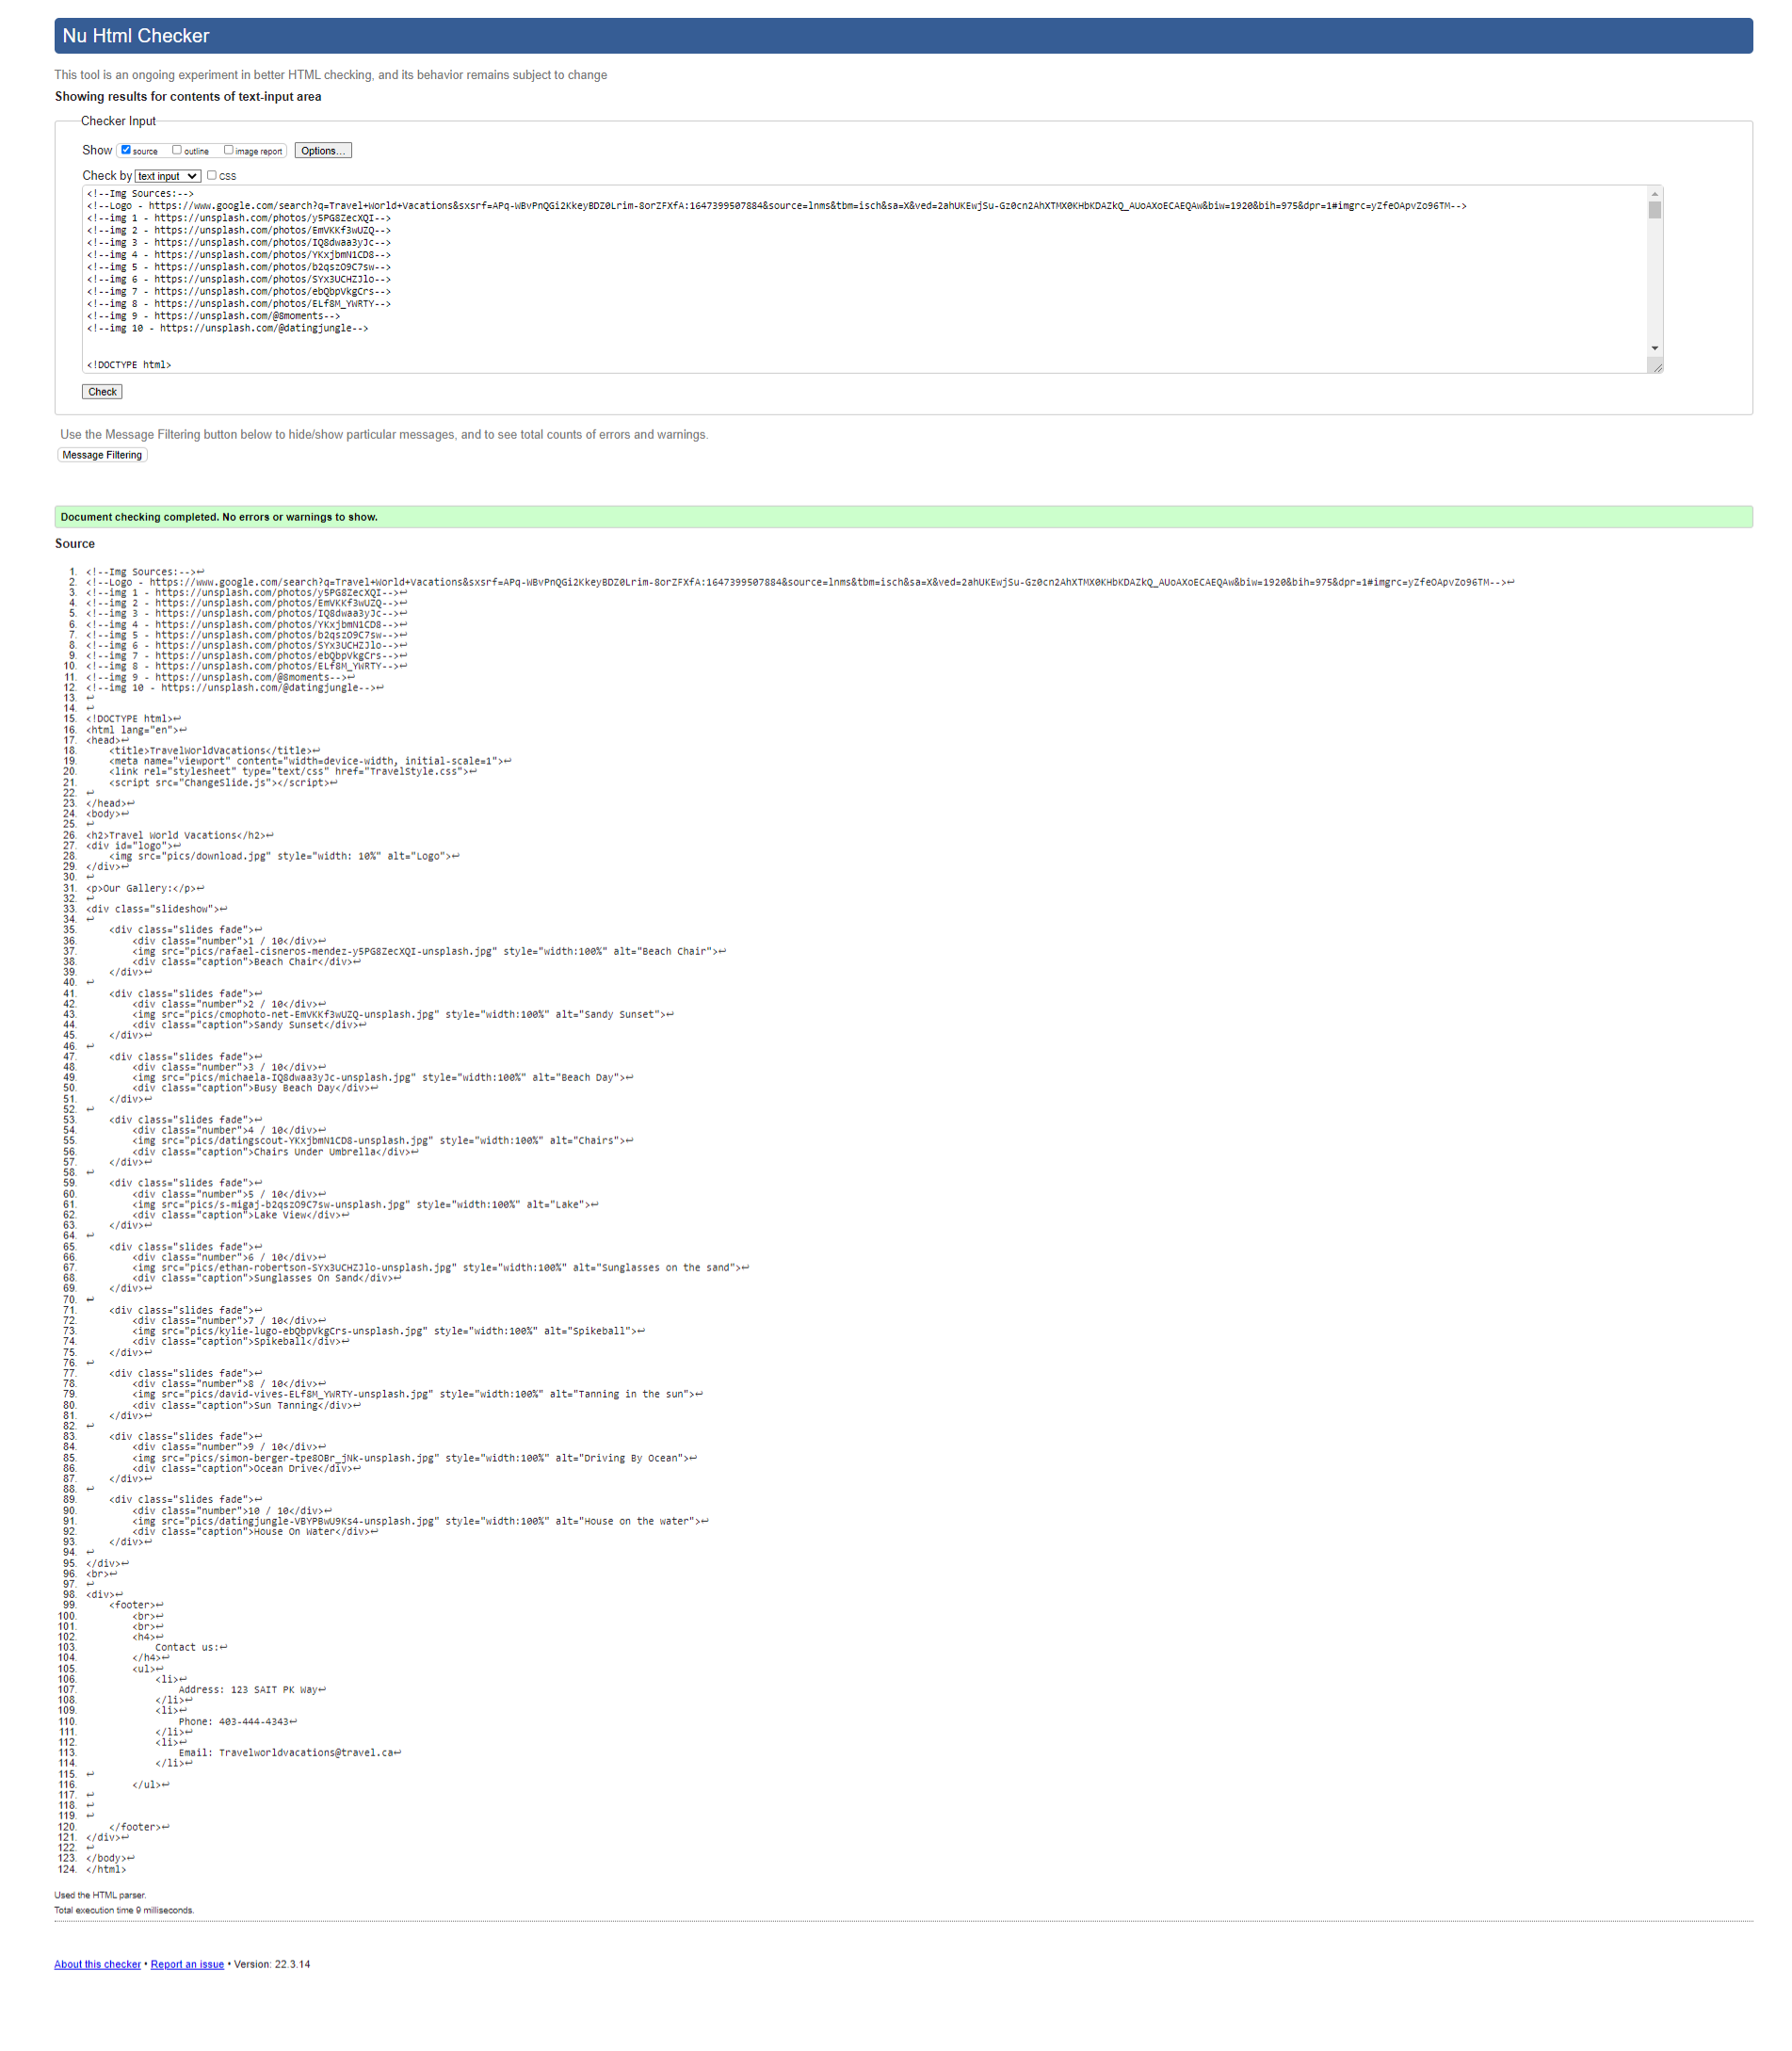 Nu Html Checker
This tool is an ongoing experiment in better HTML checking, and its behavior remains subject to change
Showing results for contents of text-input area
Checker Input
Show source outline image report Options...
Check by text input css
<!--Img Sources:-->
<!--Logo - https://www.google.com/search?q=Travel+World+Vacations&sxsrf=APq-WBvPnQGi2KkeyBDZ0Lrim-8orZFXfA:1647399507884&source=lnms&tbm=isch&sa=X&ved=2ahUKEwjSu-Gz0cn2AhXTMX0KHbKDAZkQ_AUoAXoECAEQAw&biw=1920&bih=975&dpr=1#imgrc=yZfeOApvZo96TM-->
<!--img 1 - https://unsplash.com/photos/y5PG8ZecXQI-->
<!--img 2 - https://unsplash.com/photos/EmVKKf3wUZQ-->
<!--img 3 - https://unsplash.com/photos/IQ8dwaa3yJc-->
<!--img 4 - https://unsplash.com/photos/YKxjbmN1CD8-->
<!--img 5 - https://unsplash.com/photos/b2qszO9C7sw-->
<!--img 6 - https://unsplash.com/photos/SYx3UCHZJlo-->
<!--img 7 - https://unsplash.com/photos/ebQbpVkgCrs-->
<!--img 8 - https://unsplash.com/photos/ELf8M_YWRTY-->
<!--img 9 - https://unsplash.com/@8moments-->
<!--img 10 - https://unsplash.com/@datingjungle-->
<!DOCTYPE html>
Check
Use the Message Filtering button below to hide/show particular messages, and to see total counts of errors and warnings.
Message Filtering
Document checking completed. No errors or warnings to show.
Source
1. <!--Img Sources:-->↩
2. <!--Logo - https://www.google.com/search?q=Travel+World+Vacations&sxsrf=APq-WBvPnQGi2KkeyBDZ0Lrim-8orZFXfA:1647399507884&source=lnms&tbm=isch&sa=X&ved=2ahUKEwjSu-Gz0cn2AhXTMX0KHbKDAZkQ_AUoAXoECAEQAw&biw=1920&bih=975&dpr=1#imgrc=yZfeOApvZo96TM-->↩
3. <!--img 1 - https://unsplash.com/photos/y5PG8ZecXQI-->↩
4. <!--img 2 - https://unsplash.com/photos/EmVKKf3wUZQ-->↩
5. <!--img 3 - https://unsplash.com/photos/IQ8dwaa3yJc-->↩
6. <!--img 4 - https://unsplash.com/photos/YKxjbmN1CD8-->↩
7. <!--img 5 - https://unsplash.com/photos/b2qszO9C7sw-->↩
8. <!--img 6 - https://unsplash.com/photos/SYx3UCHZJlo-->↩
9. <!--img 7 - https://unsplash.com/photos/ebQbpVkgCrs-->↩
10. <!--img 8 - https://unsplash.com/photos/ELf8M_YWRTY-->↩
11. <!--img 9 - https://unsplash.com/@8moments-->↩
12. <!--img 10 - https://unsplash.com/@datingjungle-->↩
13. ↩
14. ↩
15. <!DOCTYPE html>↩
16. <html lang="en">↩
17. <head>↩
18. <title>TravelWorldVacations</title>↩
19. <meta name="viewport" content="width=device-width, initial-scale=1">↩
20. <link rel="stylesheet" type="text/css" href="TravelStyle.css">↩
21. <script src="ChangeSlide.js"></script>↩
22. ↩
23. </head>↩
24. <body>↩
25. ↩
26. <h2>Travel World Vacations</h2>↩
27. <div id="logo">↩
28. <img src="pics/download.jpg" style="width: 10%" alt="Logo">↩
29. </div>↩
30. ↩
31. <p>Our Gallery:</p>↩
32. ↩
33. <div class="slideshow">↩
34. ↩
35. <div class="slides fade">↩
36. <div class="number">1 / 10</div>↩
37. <img src="pics/rafael-cisneros-mendez-y5PG8ZecXQI-unsplash.jpg" style="width:100%" alt="Beach Chair">↩
38. <div class="caption">Beach Chair</div>↩
39. </div>↩
40. ↩
41. <div class="slides fade">↩
42. <div class="number">2 / 10</div>↩
43. <img src="pics/cmophoto-net-EmVKKf3wUZQ-unsplash.jpg" style="width:100%" alt="Sandy Sunset">↩
44. <div class="caption">Sandy Sunset</div>↩
45. </div>↩
46. ↩
47. <div class="slides fade">↩
48. <div class="number">3 / 10</div>↩
49. <img src="pics/michaela-IQ8dwaa3yJc-unsplash.jpg" style="width:100%" alt="Beach Day">↩
50. <div class="caption">Busy Beach Day</div>↩
51. </div>↩
52. ↩
53. <div class="slides fade">↩
54. <div class="number">4 / 10</div>↩
55. <img src="pics/datingscout-YKxjbmN1CD8-unsplash.jpg" style="width:100%" alt="Chairs">↩
56. <div class="caption">Chairs Under Umbrella</div>↩
57. </div>↩
58. ↩
59. <div class="slides fade">↩
60. <div class="number">5 / 10</div>↩
61. <img src="pics/s-migaj-b2qszO9C7sw-unsplash.jpg" style="width:100%" alt="Lake">↩
62. <div class="caption">Lake View</div>↩
63. </div>↩
64. ↩
65. <div class="slides fade">↩
66. <div class="number">6 / 10</div>↩
67. <img src="pics/ethan-robertson-SYx3UCHZJlo-unsplash.jpg" style="width:100%" alt="Sunglasses on the sand">↩
68. <div class="caption">Sunglasses On Sand</div>↩
69. </div>↩
70. ↩
71. <div class="slides fade">↩
72. <div class="number">7 / 10</div>↩
73. <img src="pics/kylie-lugo-ebQbpVkgCrs-unsplash.jpg" style="width:100%" alt="Spikeball">↩
74. <div class="caption">Spikeball</div>↩
75. </div>↩
76. ↩
77. <div class="slides fade">↩
78. <div class="number">8 / 10</div>↩
79. <img src="pics/david-vives-ELf8M_YWRTY-unsplash.jpg" style="width:100%" alt="Tanning in the sun">↩
80. <div class="caption">Sun Tanning</div>↩
81. </div>↩
82. ↩
83. <div class="slides fade">↩
84. <div class="number">9 / 10</div>↩
85. <img src="pics/simon-berger-tpe8OBr_jNk-unsplash.jpg" style="width:100%" alt="Driving By Ocean">↩
86. <div class="caption">Ocean Drive</div>↩
87. </div>↩
88. ↩
89. <div class="slides fade">↩
90. <div class="number">10 / 10</div>↩
91. <img src="pics/datingjungle-VBYPBwU9Ks4-unsplash.jpg" style="width:100%" alt="House on the water">↩
92. <div class="caption">House On Water</div>↩
93. </div>↩
94. ↩
95. </div>↩
96. <br>↩
97. ↩
98. <div>↩
99. <footer>↩
100. <br>↩
101. <br>↩
102. <h4>↩
103. Contact us:↩
104. </h4>↩
105. <ul>↩
106. <li>↩
107. Address: 123 SAIT PK Way↩
108. </li>↩
109. <li>↩
110. Phone: 403-444-4343↩
111. </li>↩
112. <li>↩
113. Email: Travelworldvacations@travel.ca↩
114. </li>↩
115. ↩
116. </ul>↩
117. ↩
118. ↩
119. ↩
120. </footer>↩
121. </div>↩
122. ↩
123. </body>↩
124. </html>
Used the HTML parser.
Total execution time 9 milliseconds.
About this checker • Report an issue • Version: 22.3.14